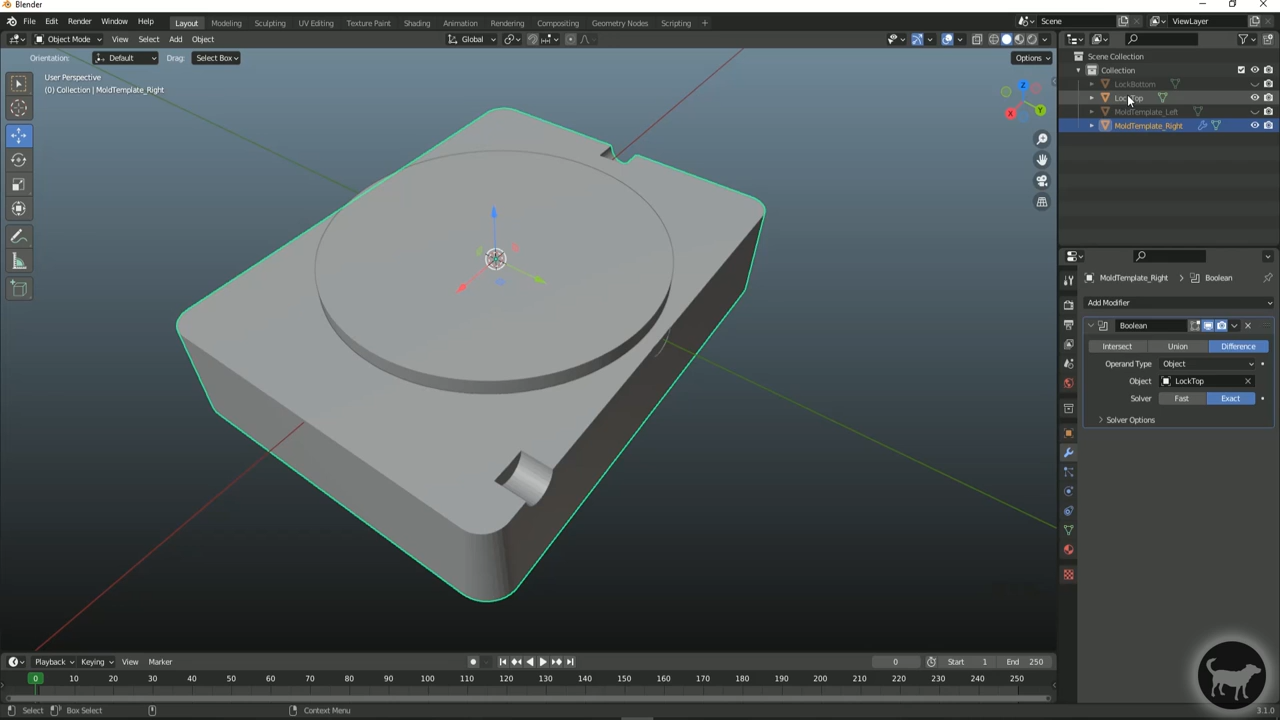 Blender
File Edit Render Window Help Layout Modeling Sculpting UV Editing Texture Paint Shading Animation Rendering Compositing Geometry Nodes Scripting + Scene ViewLayer
Object Mode View Select Add Object Global
Orientation: Default Drag: Select Box Options
User Perspective
(0) Collection | MoldTemplate_Right
Z
Y
X
Scene Collection
Collection
LockBottom
MoldTemplate_Left
MoldTemplate_Right
MoldTemplate_Right > Boolean
Add Modifier
Boolean
Intersect Union Difference
Operand Type Object
Object LockTop
Solver Fast Exact
Solver Options
Playback Keying View Marker 0 Start 1 End 250
0 10 20 30 40 50 60 70 80 90 100 110 120 130 140 150 160 170 180 190 200 210 220 230 240 250
Select Box Select Context Menu 3.1.0